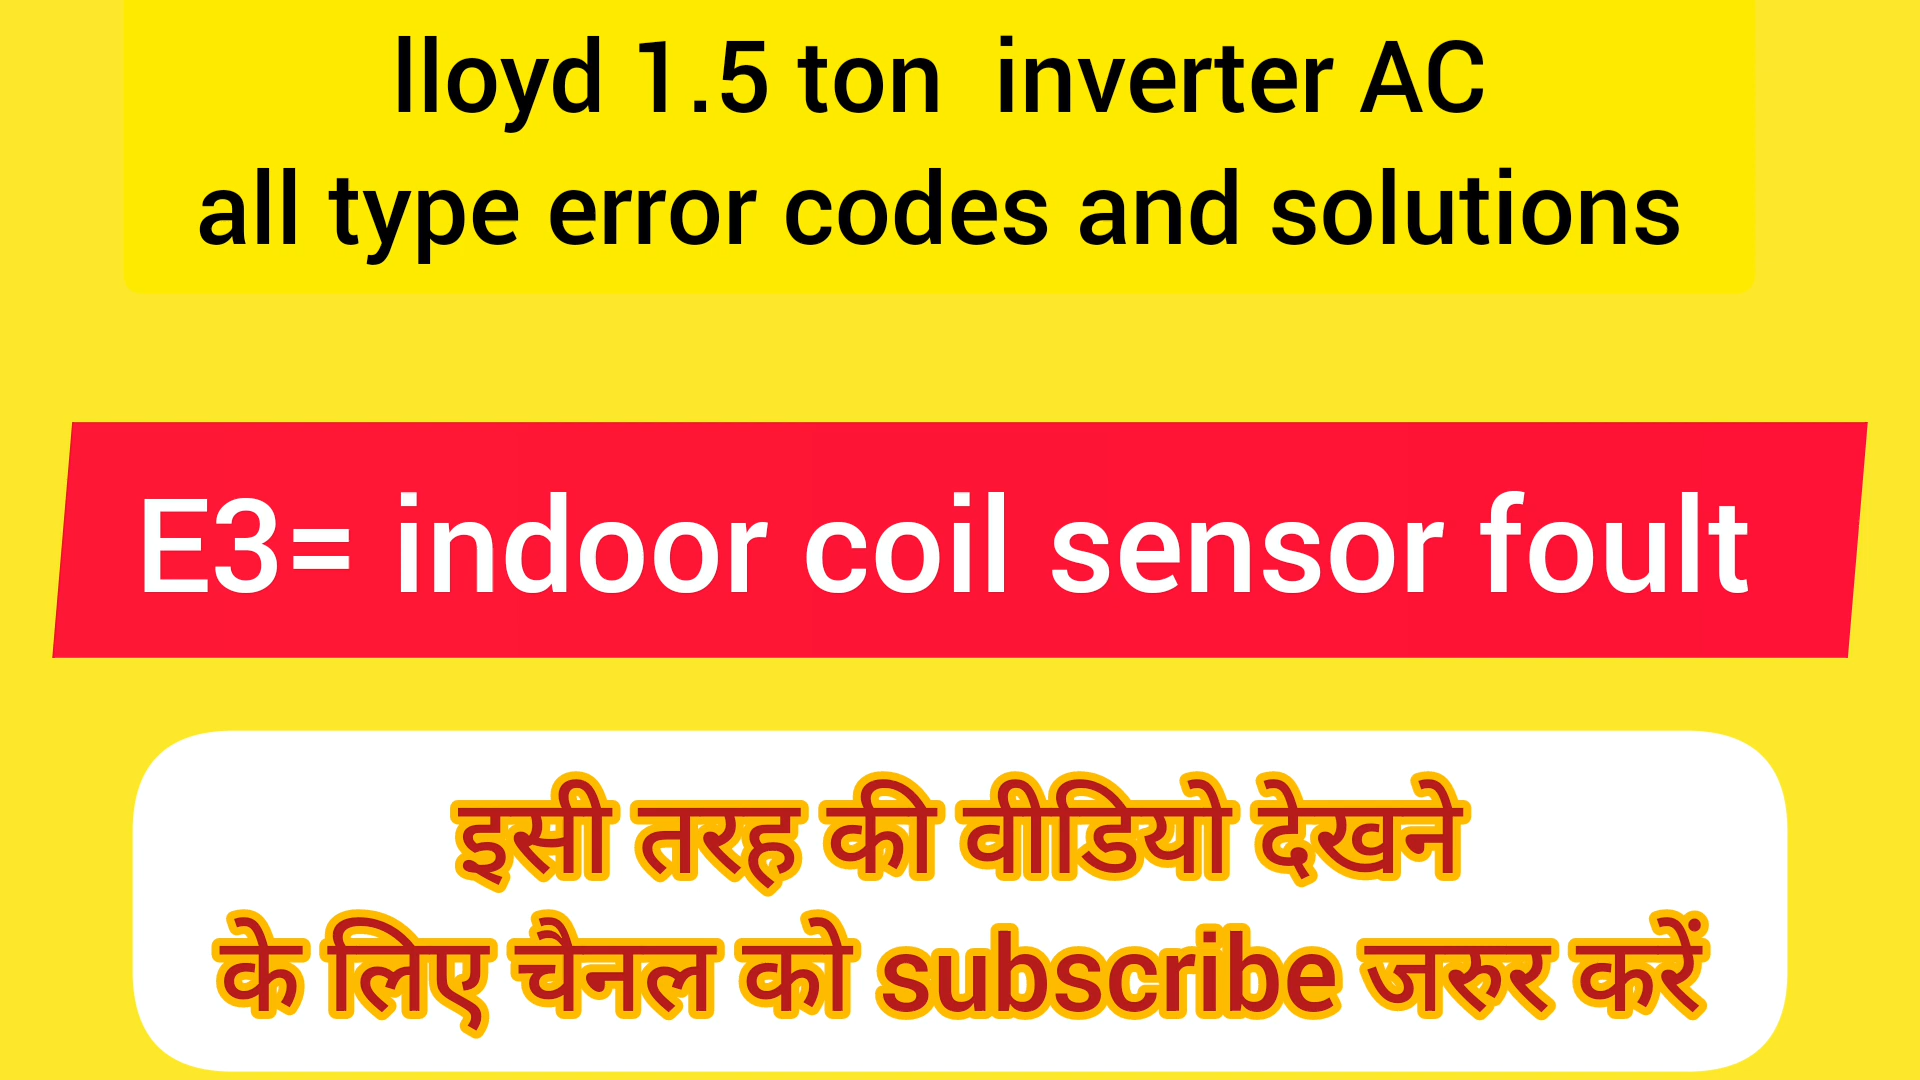 lloyd 1.5 ton inverter AC
all type error codes and solutions
E3= indoor coil sensor foult
इसी तरह की वीडियो देखने
के लिए चैनल को subscribe जरुर करें